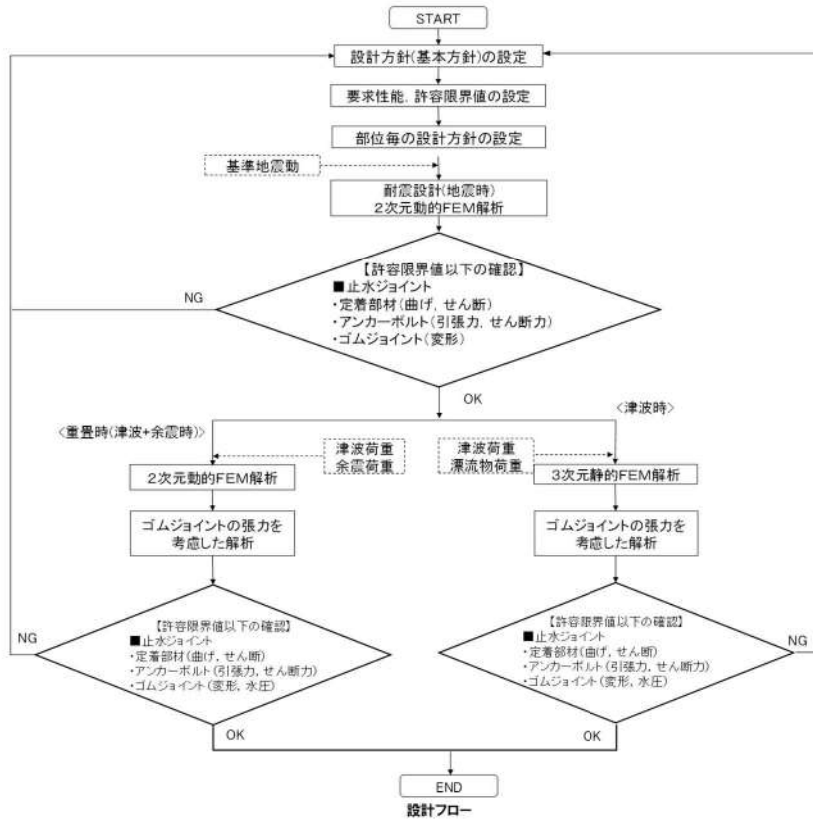 START
設計方針(基本方針)の設定
要求性能，許容限界値の設定
部位毎の設計方針の設定
基準地震動
耐震設計(地震時)
2次元動的FEM解析
【許容限界値以下の確認】
■止水ジョイント
・定着部材(曲げ，せん断)
・アンカーボルト(引張力，せん断力)
・ゴムジョイント(変形)
NG
OK
<重畳時(津波+余震時)>
<津波時>
津波荷重
余震荷重
津波荷重
漂流物荷重
2次元動的FEM解析
3次元静的FEM解析
ゴムジョイントの張力を
考慮した解析
ゴムジョイントの張力を
考慮した解析
NG
【許容限界値以下の確認】
■止水ジョイント
・定着部材(曲げ，せん断)
・アンカーボルト(引張力，せん断力)
・ゴムジョイント(変形，水圧)
【許容限界値以下の確認】
■止水ジョイント
・定着部材(曲げ，せん断)
・アンカーボルト(引張力，せん断力)
・ゴムジョイント(変形，水圧)
NG
OK
OK
END
設計フロー